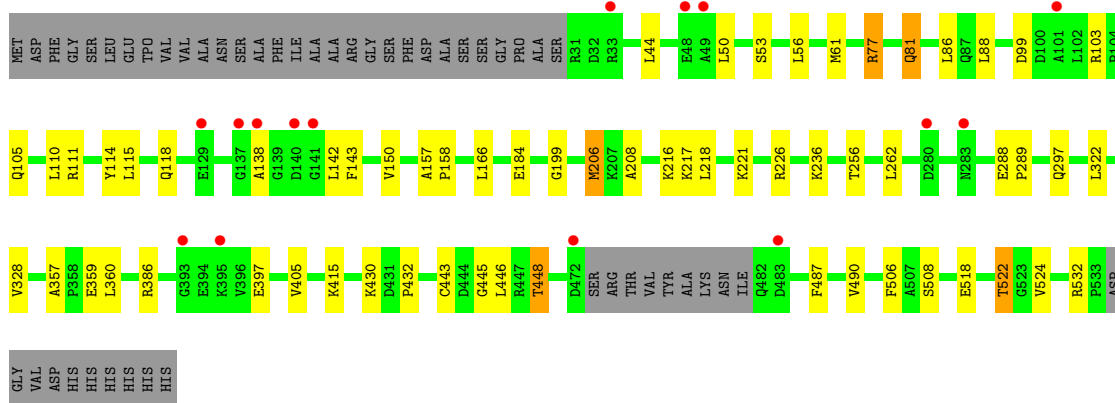 MET ASP PHE GLY SER LEU GLU TPO VAL VAL ALA ASN SER ALA PHE ILE ALA ALA ARG GLY SER PHE ASP ALA SER SER GLY PRO ALA SER R31 D32 R33 L44 E48 A49 L50 S53 L56 M61 R77 Q81 L86 Q87 L88 D99 D100 A101 L102 R103 R104
Q105 L110 R111 Y114 L115 Q118 E129 G137 A138 G139 D140 G141 L142 F143 V150 A157 P158 L166 E184 G199 M206 K207 A208 K216 K217 L218 K221 R226 K236 T256 L262 D280 N283 E288 P289 Q297 L322
V328 A357 P358 E359 L360 R386 G393 E394 K395 V396 E397 V405 K415 K430 D431 P432 C443 D444 G445 L446 R447 T448 D472 SER ARG THR VAL TYR ALA LYS ASN ILE Q482 D483 F487 V490 F506 A507 S508 E518 T522 G523 V524 R532 P533 ASP
GLY VAL ASP HIS HIS HIS HIS HIS HIS